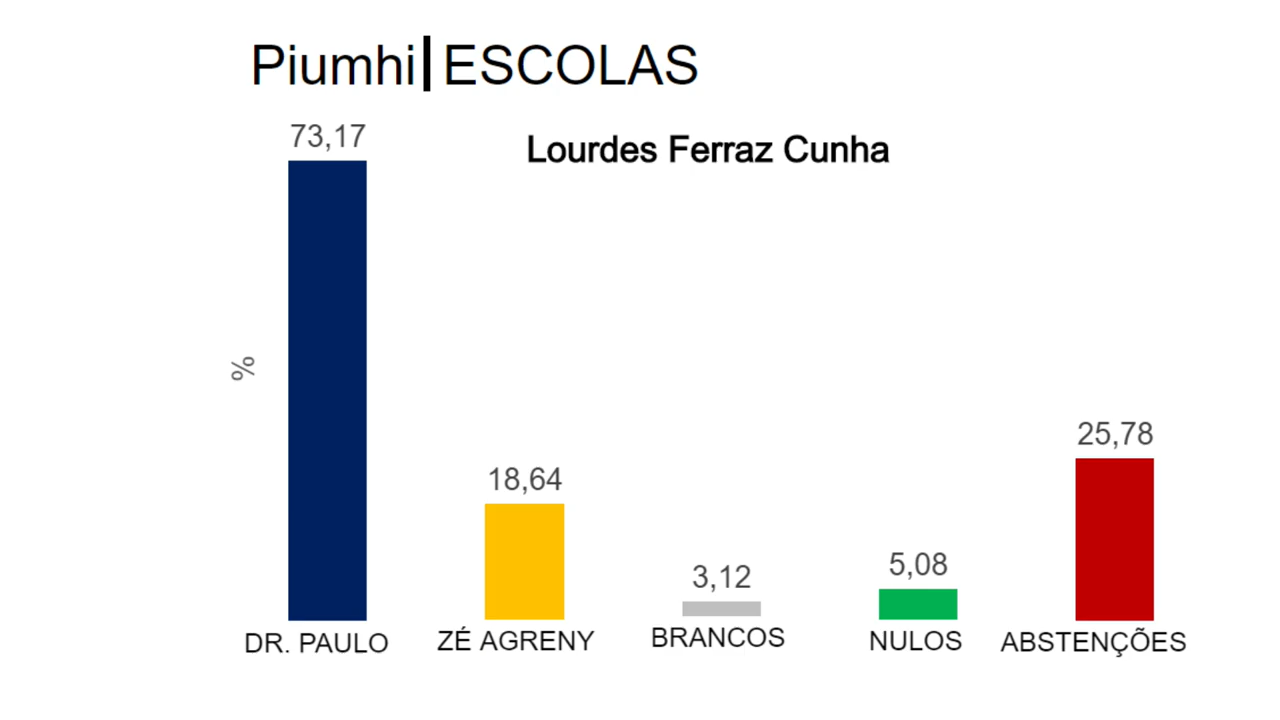 Piumhi|ESCOLAS
Lourdes Ferraz Cunha
%
73,17
18,64
3,12
5,08
25,78
DR. PAULO
ZÉ AGRENY
BRANCOS
NULOS
ABSTENÇÕES